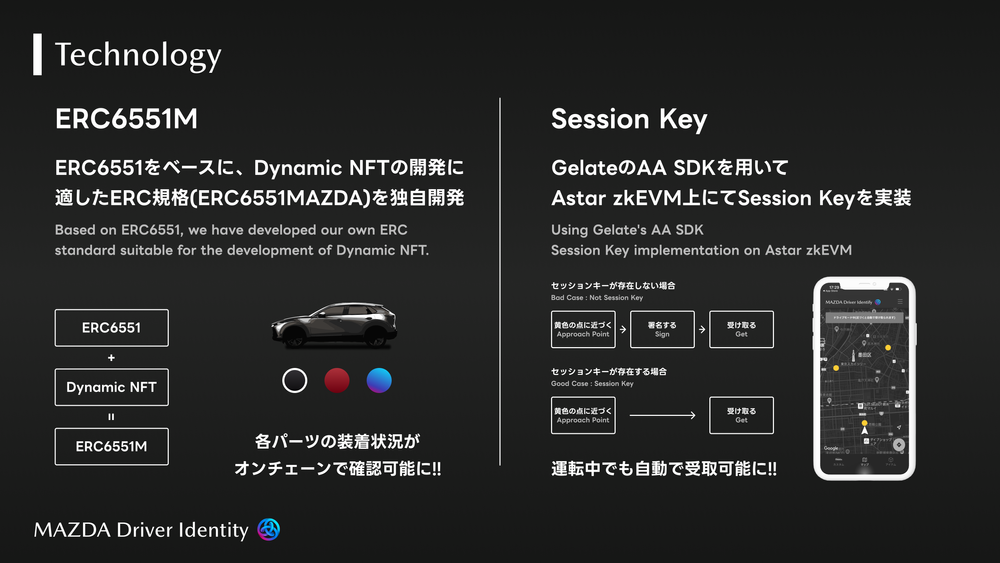 Technology
ERC6551M
ERC6551をベースに、Dynamic NFTの開発に
適したERC規格(ERC6551MAZDA)を独自開発
Based on ERC6551, we have developed our own ERC
standard suitable for the development of Dynamic NFT.
ERC6551
+
Dynamic NFT
=
ERC6551M
各パーツの装着状況が
オンチェーンで確認可能に!!
Session Key
GelateのAA SDKを用いて
Astar zkEVM上にてSession Keyを実装
Using Gelate's AA SDK
Session Key implementation on Astar zkEVM
セッションキーが存在しない場合
Bad Case : Not Session Key
黄色の点に近づく
Approach Point
署名する
Sign
受け取る
Get
セッションキーが存在する場合
Good Case : Session Key
黄色の点に近づく
Approach Point
受け取る
Get
運転中でも自動で受取可能に!!
17:29
MAZDA Driver Identity
墨田区
Google
MAZDA Driver Identity